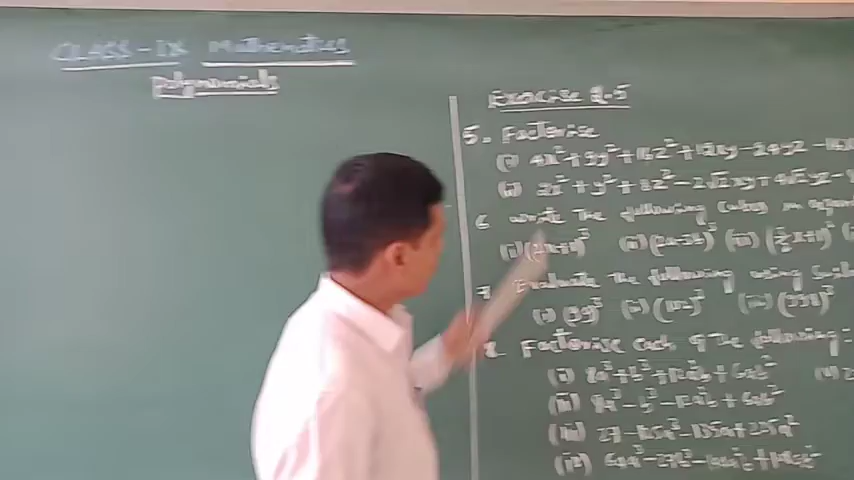 CLASS-IX Mathematics
Polynomials
Exercise 2.5
5. Factorise
(i) 4x²+9y²+16z²+12xy-24yz-16x
(ii) 2x²+y²+8z²-2√2xy+4√2yz-
6. write the following cubes in
(i) (2x+1)³ (ii) (2a-3b)³ (iii) (3/2x+1)³ (
7. Evaluate the following using
(i) (99)³ (ii) (102)³ (iii) (998)³
8. Factorise each of the following
(i) 8a³+b³+12a²b+6ab²
(ii) 8a³-b³-12a²b+6ab²
(iii) 27-125a³-135a+225a²
(iv) 64a³-27b³-144a²b+108ab²